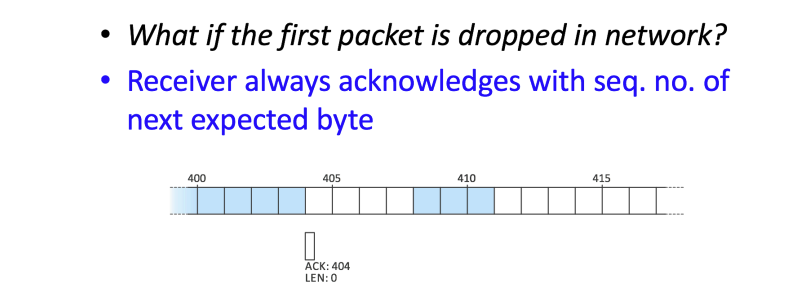 • What if the first packet is dropped in network?
• Receiver always acknowledges with seq. no. of
next expected byte
400 405 410 415
ACK: 404
LEN: 0